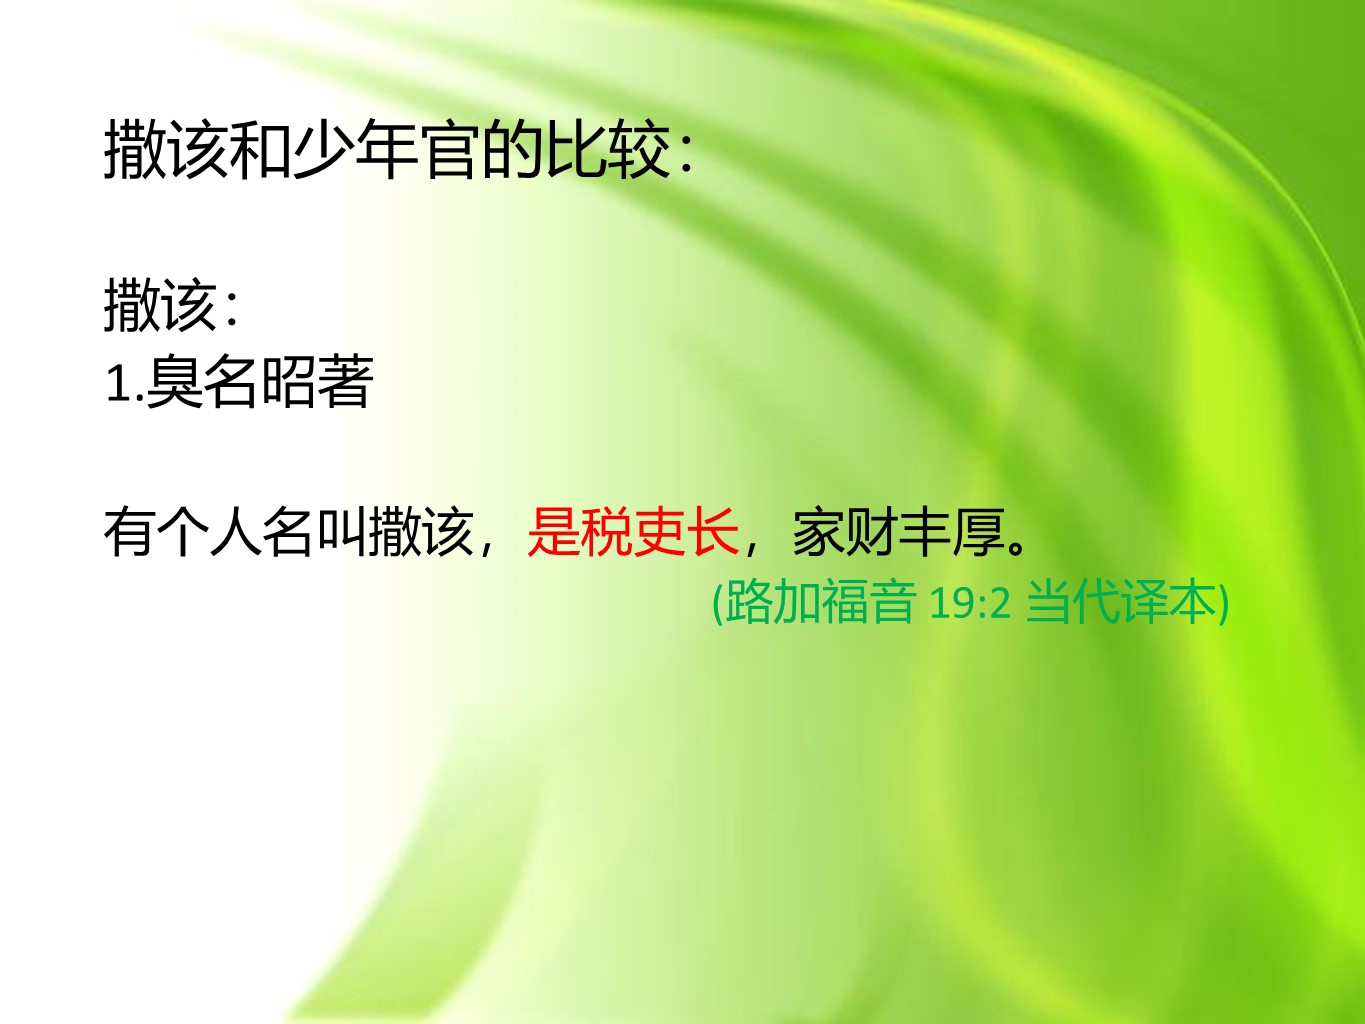 撒该和少年官的比较：
撒该：
1.臭名昭著
有个人名叫撒该，是税吏长，家财丰厚。
(路加福音 19:2 当代译本)